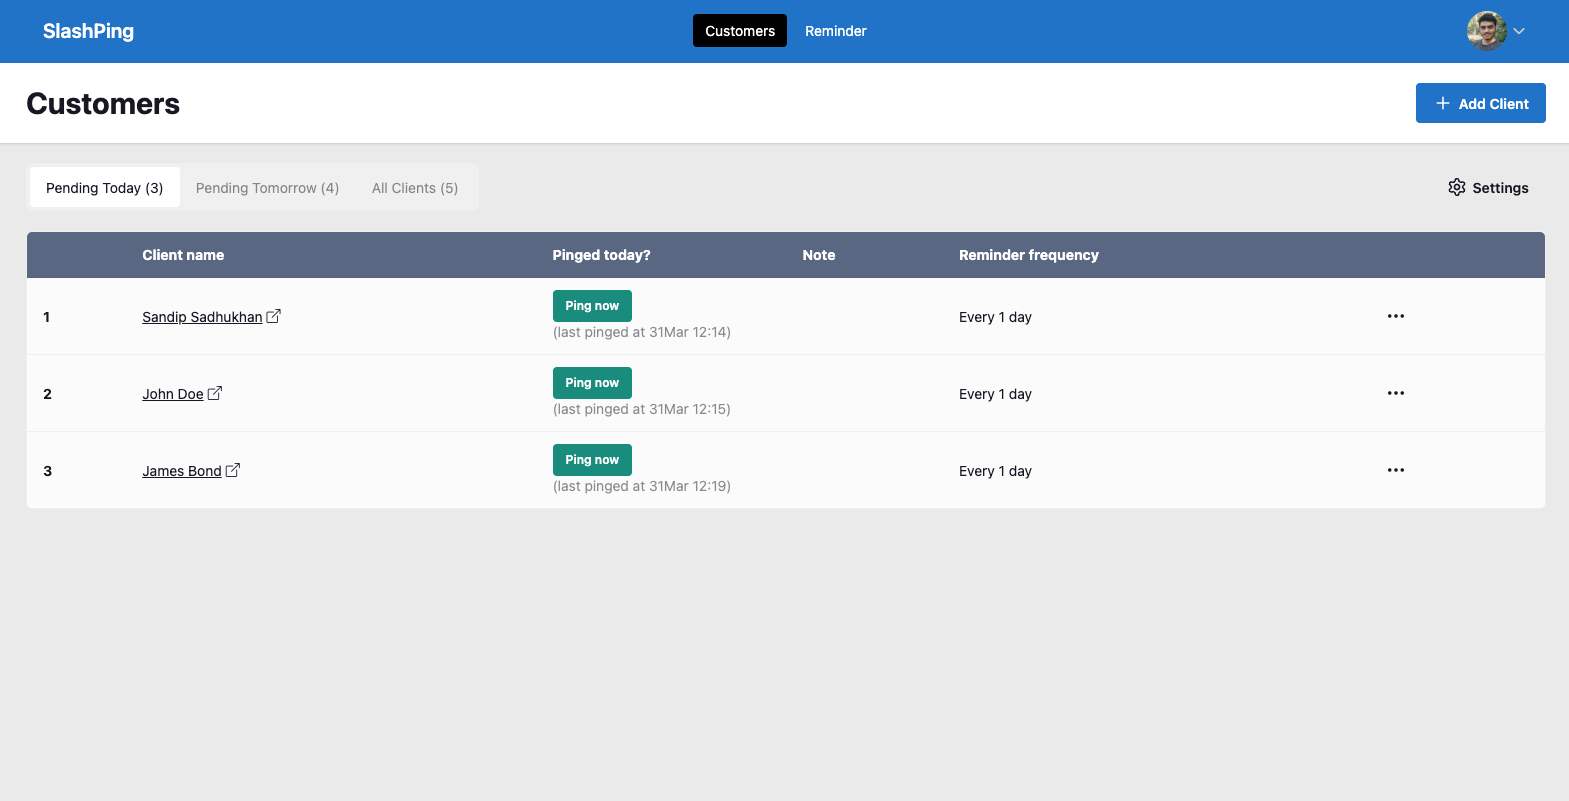 SlashPing
Customers
Reminder
Customers
Add Client
Pending Today (3)
Pending Tomorrow (4)
All Clients (5)
Settings
Client name
Pinged today?
Note
Reminder frequency
1
Sandip Sadhukhan
Ping now
(last pinged at 31Mar 12:14)
Every 1 day
2
John Doe
Ping now
(last pinged at 31Mar 12:15)
Every 1 day
3
James Bond
Ping now
(last pinged at 31Mar 12:19)
Every 1 day